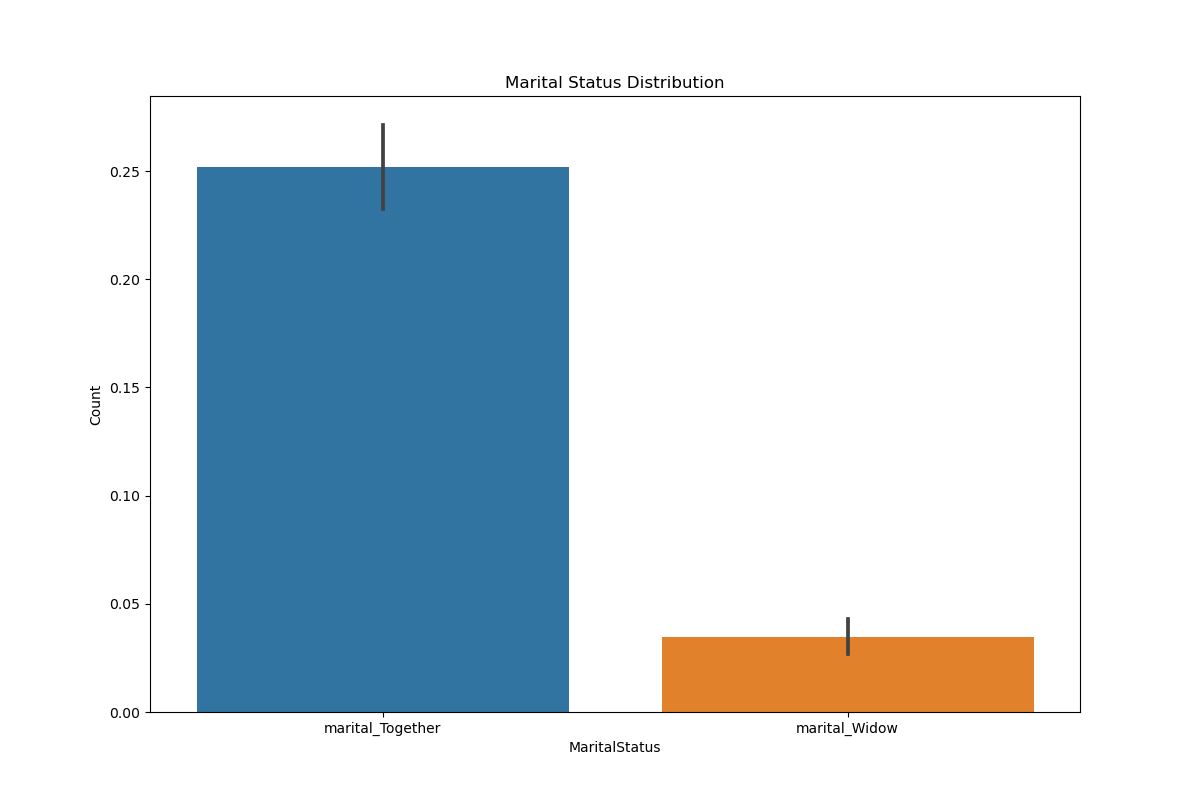 Marital Status Distribution
0.25
0.20
0.15
0.10
0.05
0.00
Count
marital_Together
marital_Widow
MaritalStatus